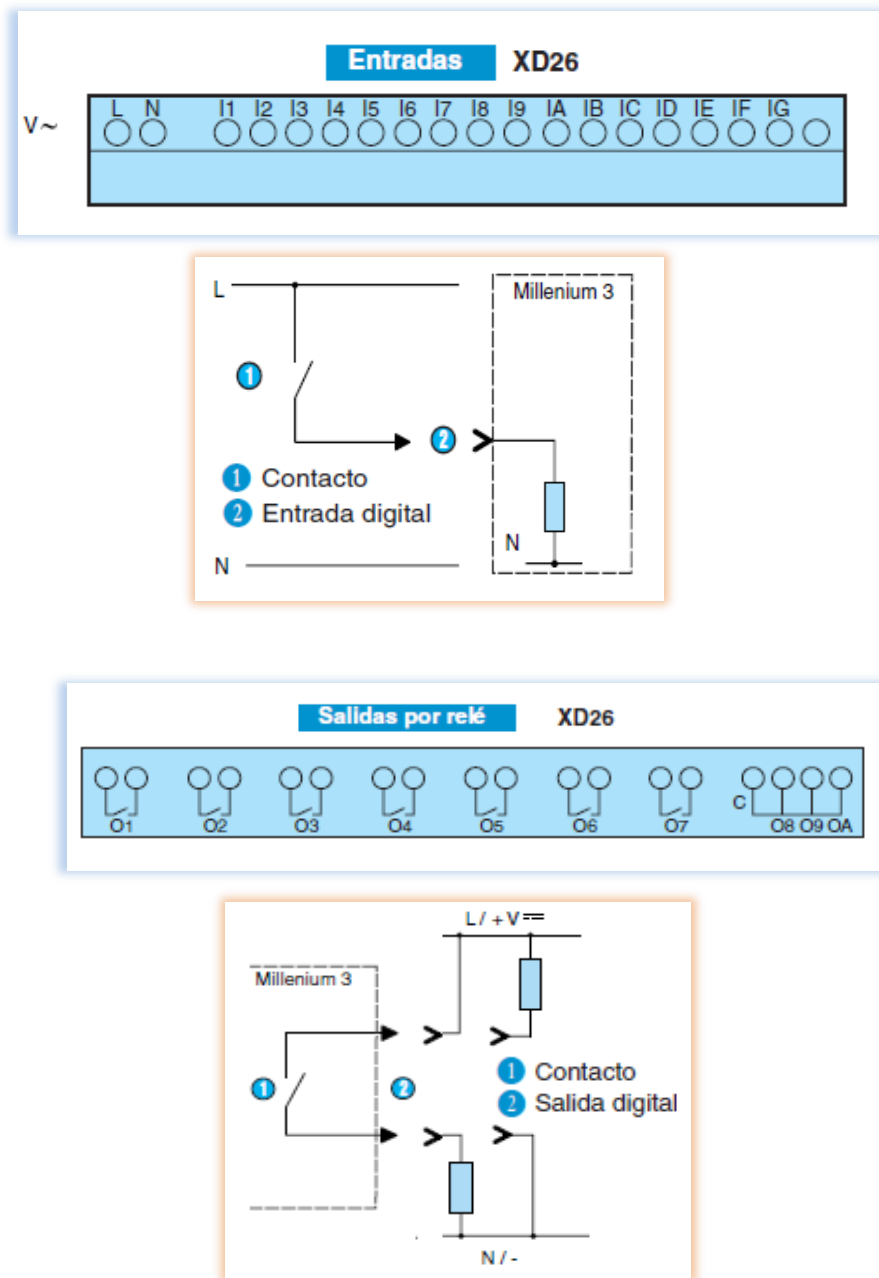 Entradas XD26
V~ L N I1 I2 I3 I4 I5 I6 I7 I8 I9 IA IB IC ID IE IF IG
L
Millenium 3
1
2
1 Contacto
2 Entrada digital
N
N
Salidas por relé XD26
C
O1 O2 O3 O4 O5 O6 O7 O8 O9 OA
L / + V
Millenium 3
1
2
1 Contacto
2 Salida digital
N / -